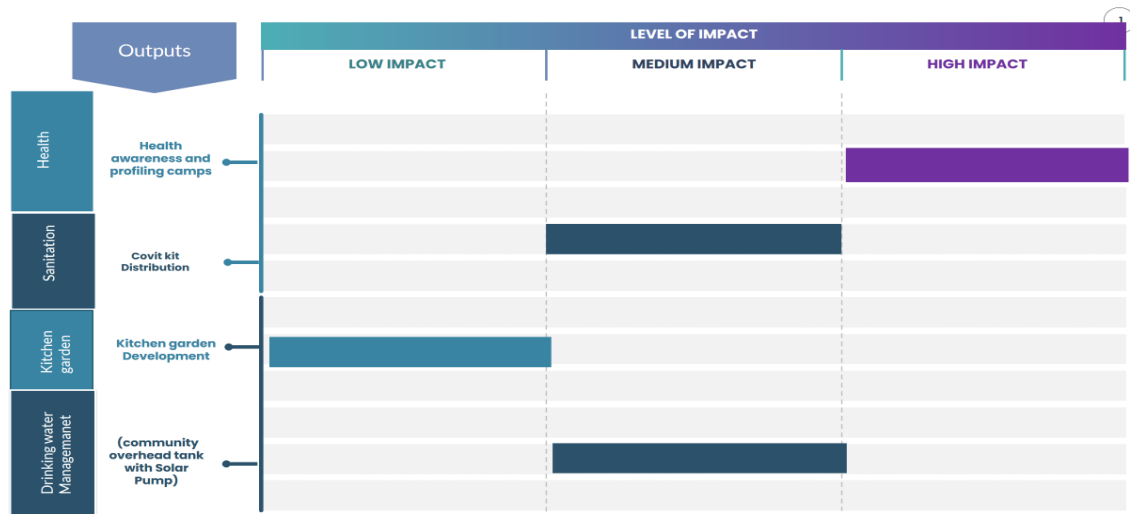 1
Outputs
LEVEL OF IMPACT
LOW IMPACT
MEDIUM IMPACT
HIGH IMPACT
Health
Health
awareness and
profiling camps
Sanitation
Covit kit
Distribution
Kitchen
garden
Kitchen garden
Development
Drinking water
Managemanet
(community
overhead tank
with Solar
Pump)